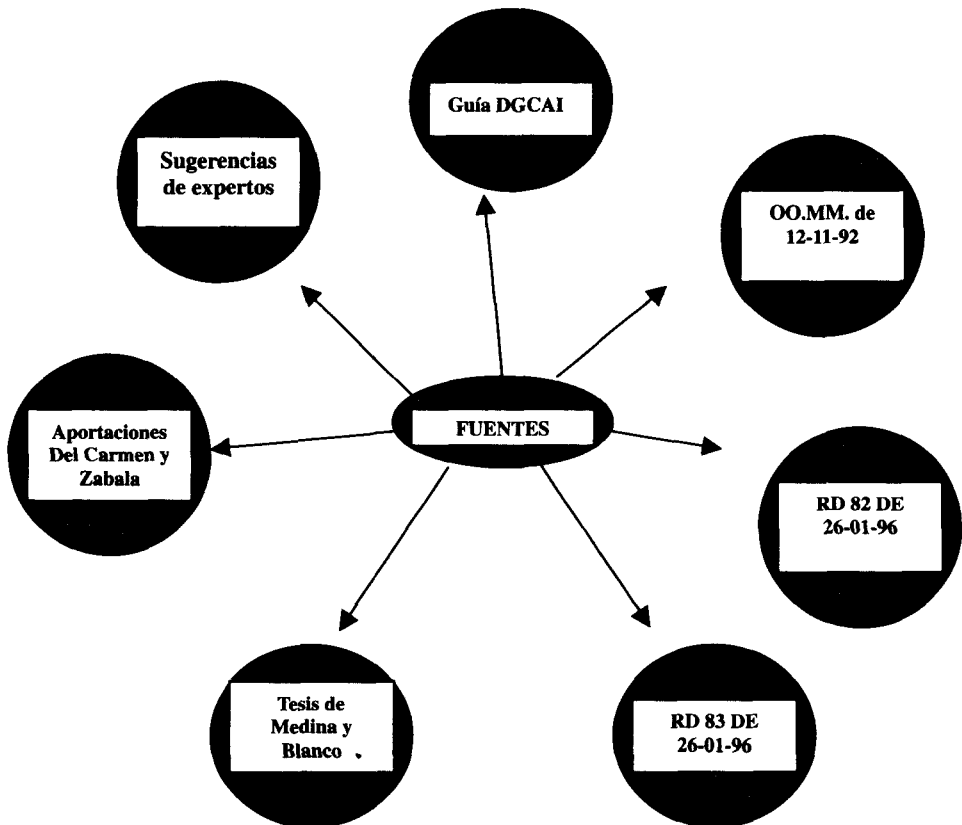 Guía DGCAI
Sugerencias
de expertos
OO.MM. de
12-11-92
FUENTES
Aportaciones
Del Carmen y
Zabala
RD 82 DE
26-01-96
Tesis de
Medina y
Blanco
RD 83 DE
26-01-96